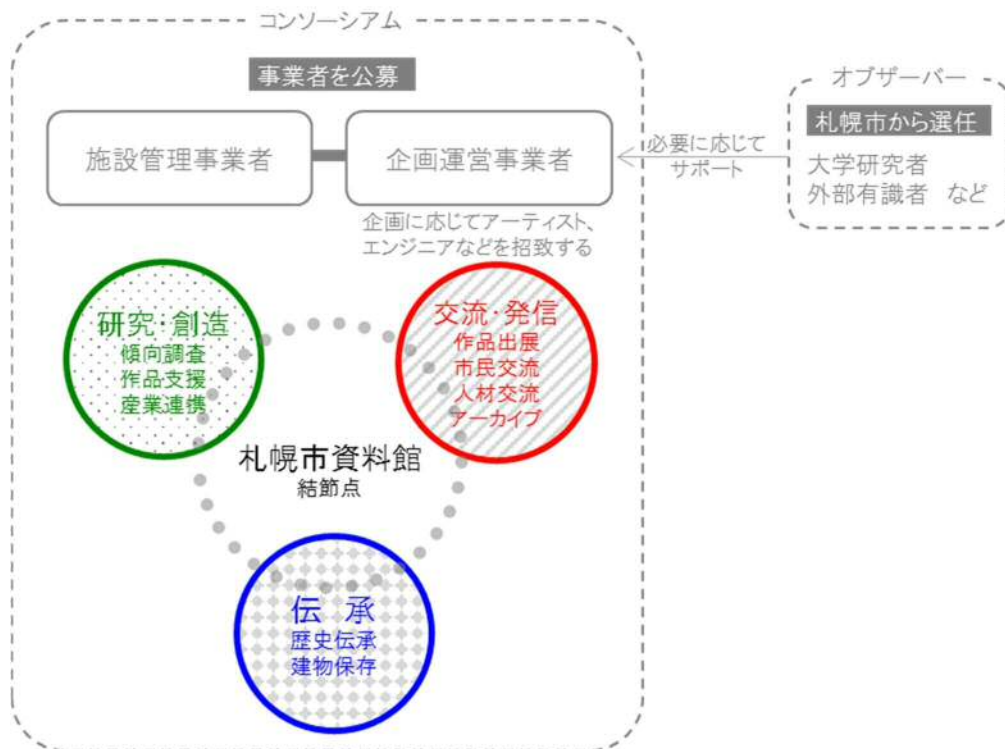 コンソーシアム
事業者を公募
施設管理事業者
企画運営事業者
企画に応じてアーティスト、
エンジニアなどを招致する
必要に応じて
サポート
オブザーバー
札幌市から選任
大学研究者
外部有識者 など
研究・創造
傾向調査
作品支援
産業連携
交流・発信
作品出展
市民交流
人材交流
アーカイブ
札幌市資料館
結節点
伝 承
歴史伝承
建物保存